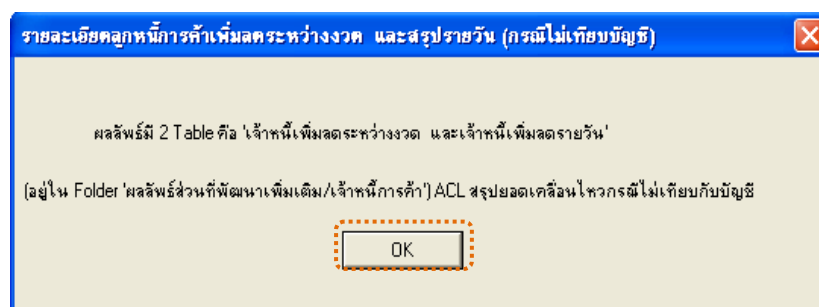 รายละเอียดลูกหนี้การค้าเพิ่มลดระหว่างงวด และสรุปรายวัน (กรณีไม่เทียบบัญชี)
ผลลัพธ์มี 2 Table คือ 'เจ้าหนี้เพิ่มลดระหว่างงวด และเจ้าหนี้เพิ่มลดรายวัน'
(อยู่ใน Folder 'ผลลัพธ์ส่วนที่พัฒนาเพิ่มเติม/เจ้าหนี้การค้า') ACL สรุปยอดเคลื่อนไหวกรณีไม่เทียบกับบัญชี
OK